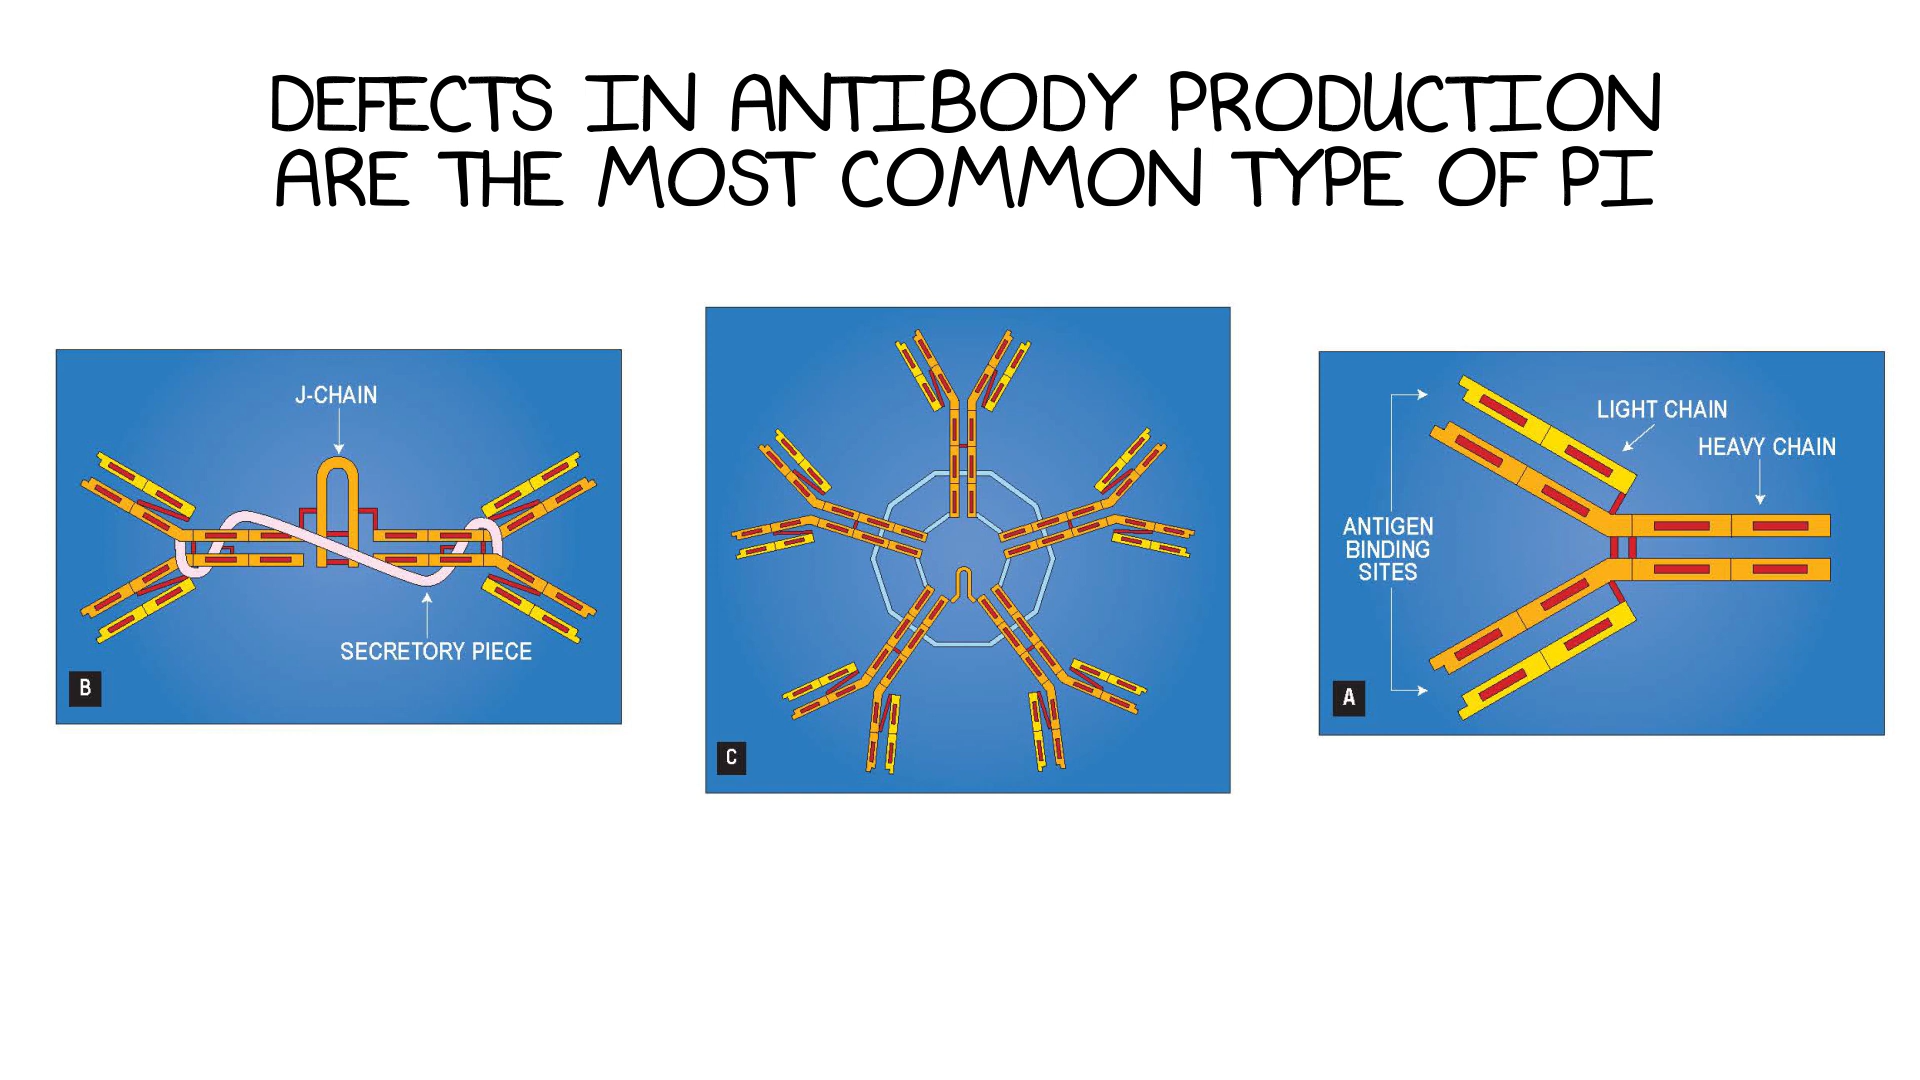 DEFECTS IN ANTIBODY PRODUCTION
ARE THE MOST COMMON TYPE OF PI
J-CHAIN
SECRETORY PIECE
B
C
LIGHT CHAIN
HEAVY CHAIN
ANTIGEN
BINDING
SITES
A